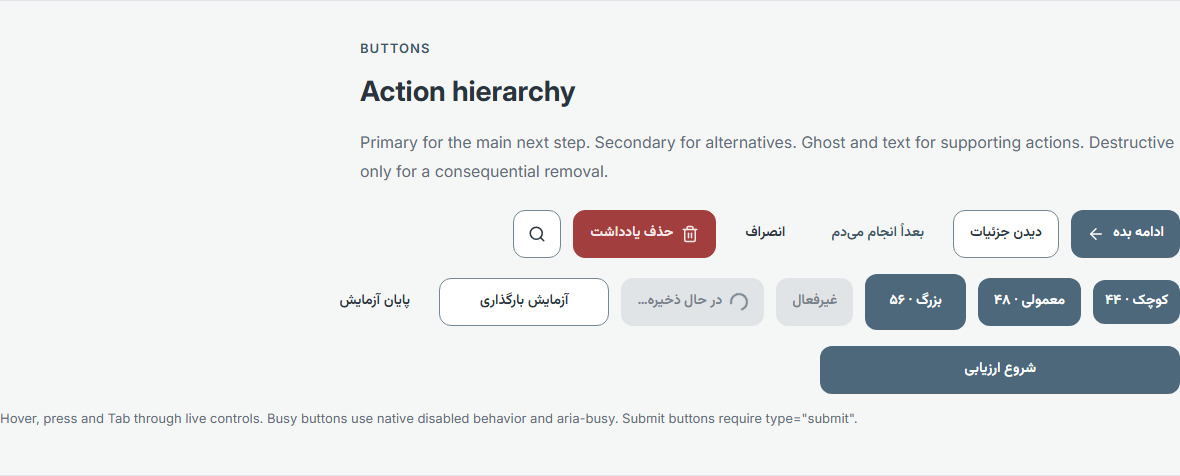 BUTTONS
Action hierarchy
Primary for the main next step. Secondary for alternatives. Ghost and text for supporting actions. Destructive
only for a consequential removal.
ادامه بده دیدن جزئیات بعداً انجام می‌دم انصراف حذف یادداشت
کوچک · ۴۴ معمولی · ۴۸ بزرگ · ۵۶ غیرفعال در حال ذخیره... آزمایش بارگذاری پایان آزمایش
شروع ارزیابی
Hover, press and Tab through live controls. Busy buttons use native disabled behavior and aria-busy. Submit buttons require type="submit".